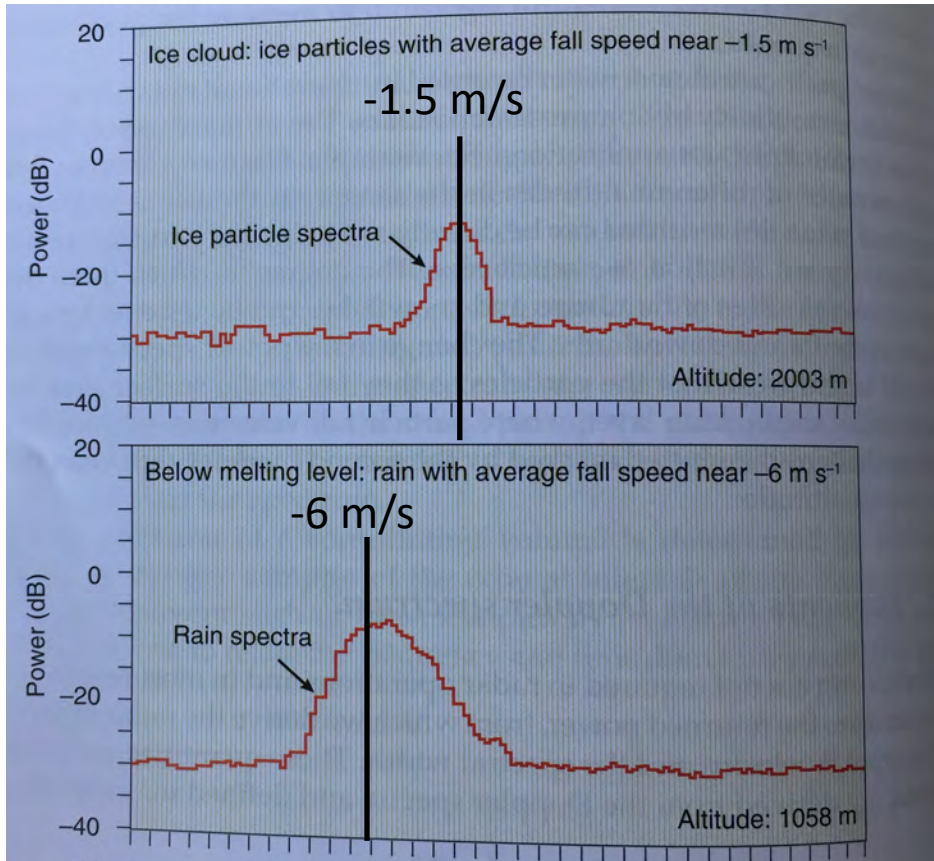 20
Ice cloud: ice particles with average fall speed near –1.5 m s⁻¹
-1.5 m/s
0
Power (dB)
Ice particle spectra
–20
Altitude: 2003 m
–40
20
Below melting level: rain with average fall speed near –6 m s⁻¹
-6 m/s
0
Power (dB)
Rain spectra
–20
Altitude: 1058 m
–40